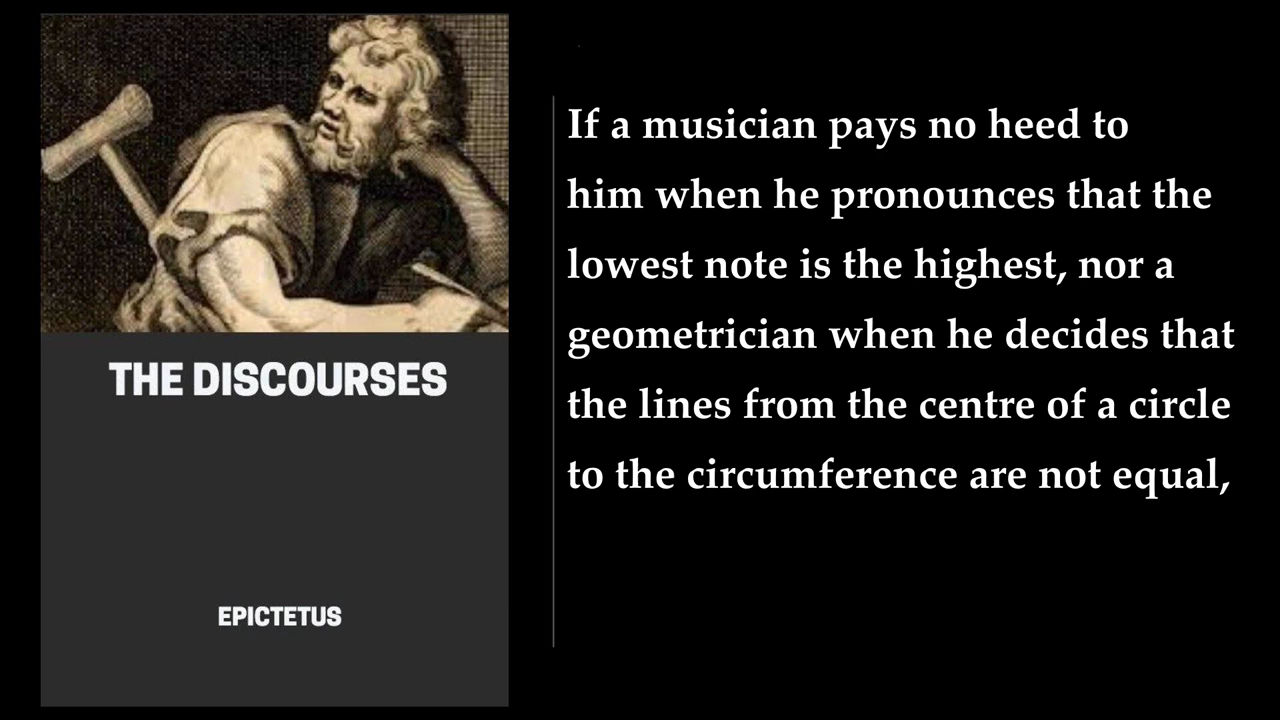 THE DISCOURSES
EPICTETUS
If a musician pays no heed to
him when he pronounces that the
lowest note is the highest, nor a
geometrician when he decides that
the lines from the centre of a circle
to the circumference are not equal,